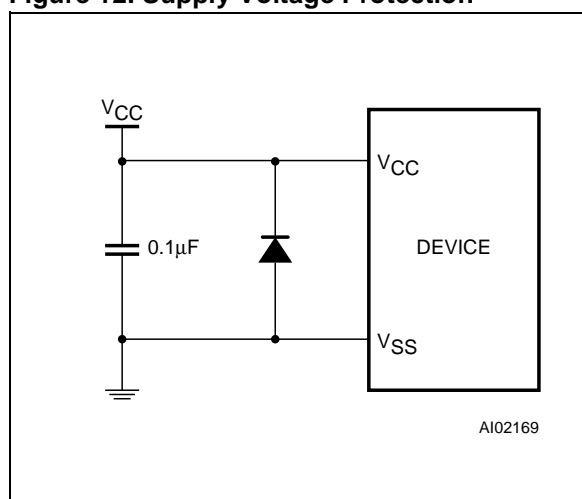 Figure 12. Supply Voltage Protection
VCC
VCC
0.1μF
DEVICE
VSS
AI02169